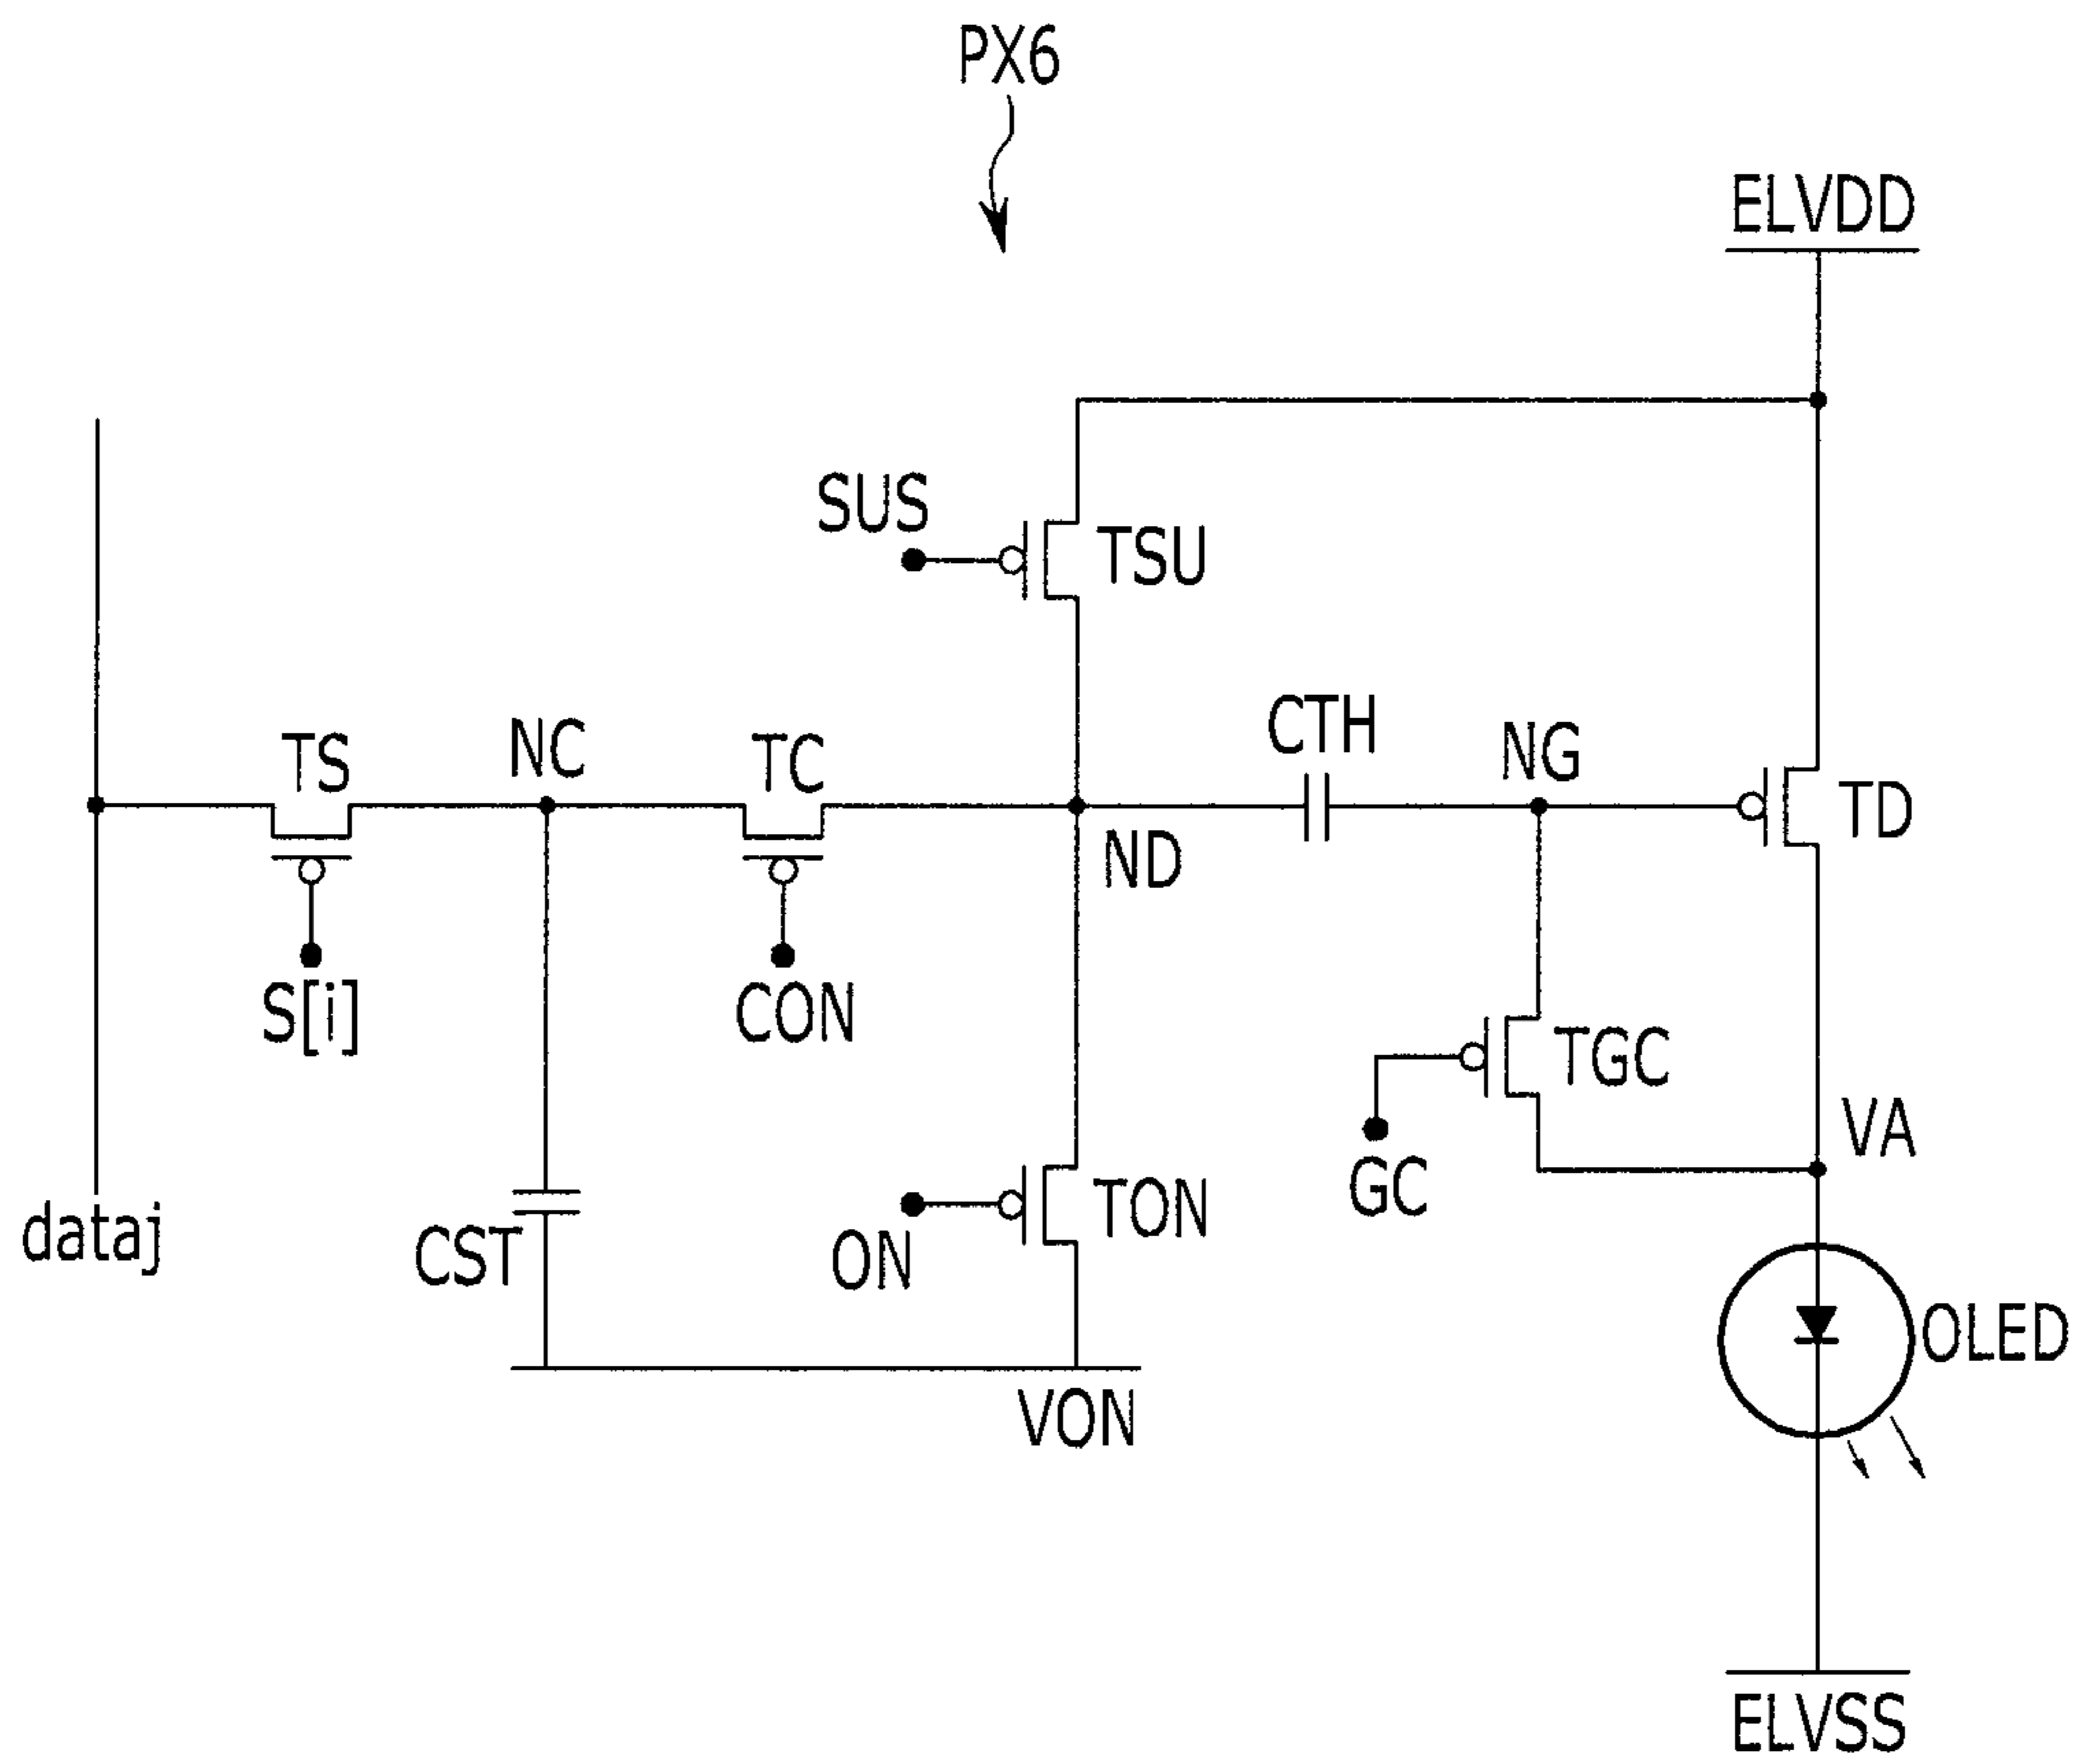 PX6
ELVDD
SUS
TSU
TS
NC
TC
CTH
NG
TD
ND
S[i]
CON
TGC
VA
GC
dataj
CST
ON
TON
OLED
VON
ELVSS